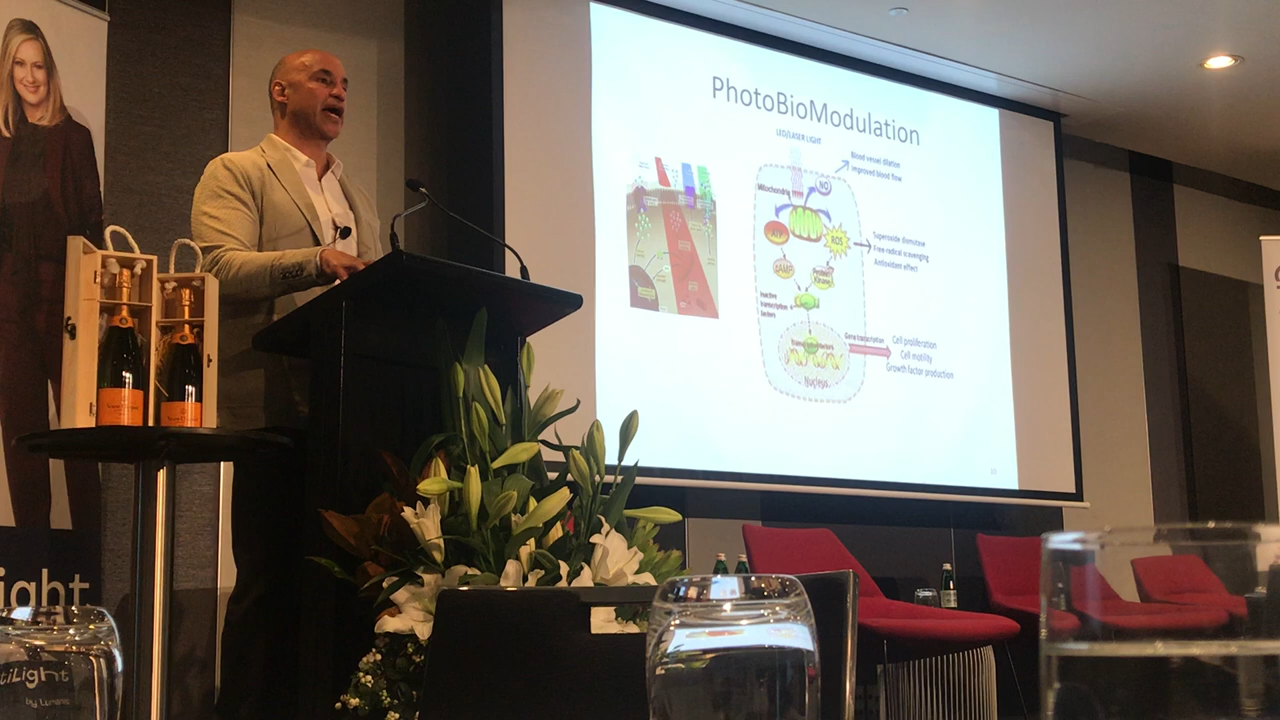 PhotoBioModulation
LED/LASER LIGHT
Blood vessel dilation
Improved blood flow
Mitochondria
NO
ROS
Superoxide dismutase
Free-radical scavenging
Antioxidant effect
cAMP
Protein
Kinase
Inactive
transcription
factors
Gene transcription
Cell proliferation
Cell motility
Growth factor production
Nucleus
ight
tiLight
by Lumenis